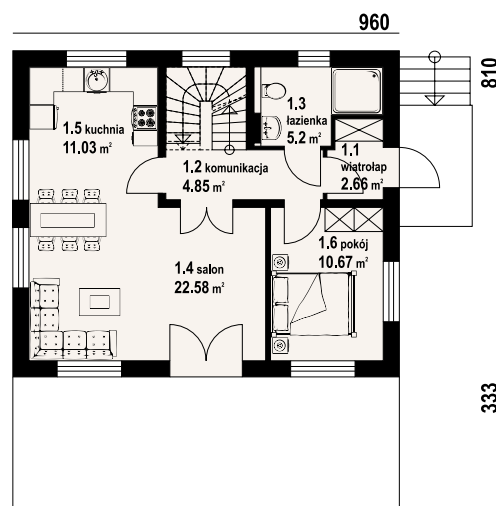 960
810
1.5 kuchnia
11.03 m²
1.3
łazienka
5.2 m²
1.1
wiatrołap
2.66 m²
1.2 komunikacja
4.85 m²
1.6 pokój
10.67 m²
1.4 salon
22.58 m²
333